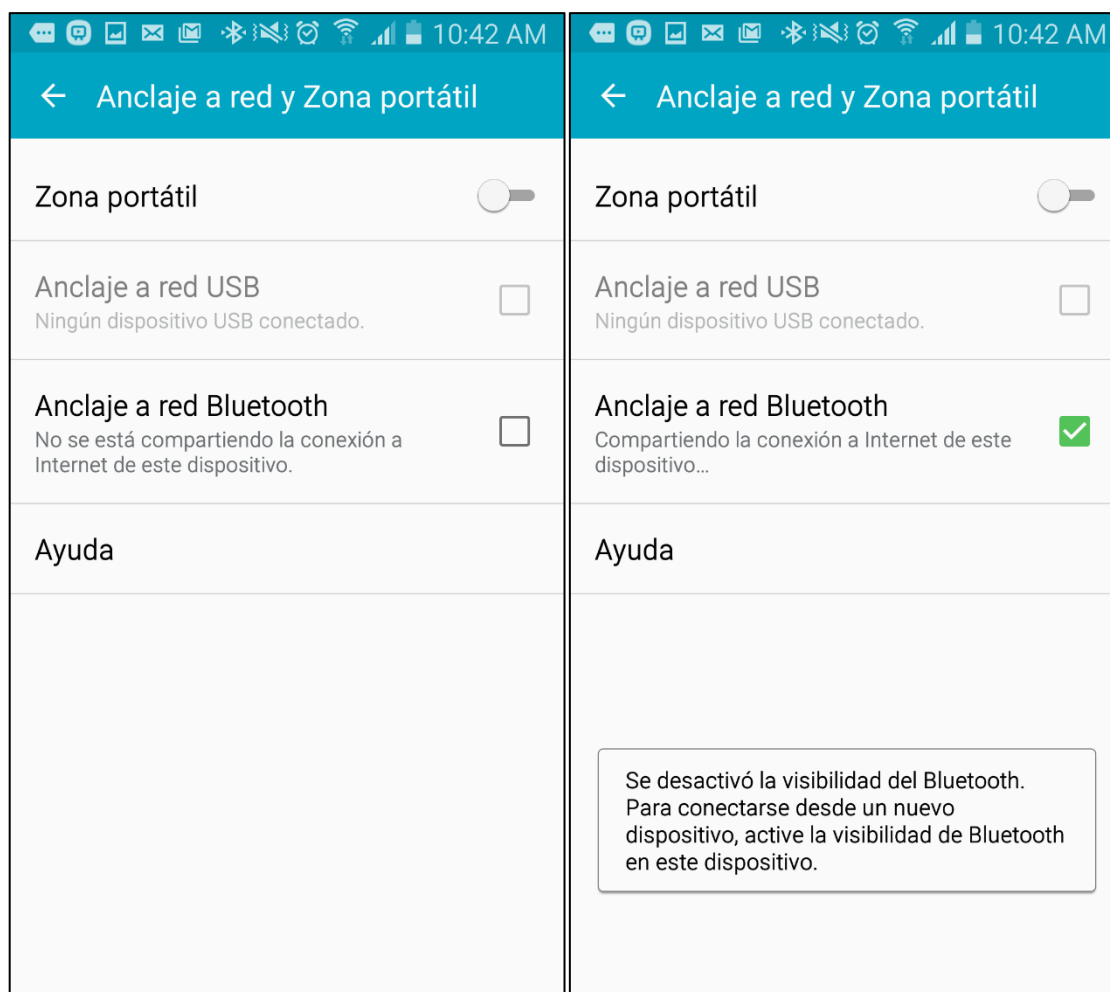 10:42 AM
Anclaje a red y Zona portátil
Zona portátil
Anclaje a red USB
Ningún dispositivo USB conectado.
Anclaje a red Bluetooth
No se está compartiendo la conexión a
Internet de este dispositivo.
Ayuda
10:42 AM
Anclaje a red y Zona portátil
Zona portátil
Anclaje a red USB
Ningún dispositivo USB conectado.
Anclaje a red Bluetooth
Compartiendo la conexión a Internet de este
dispositivo...
Ayuda
Se desactivó la visibilidad del Bluetooth.
Para conectarse desde un nuevo
dispositivo, active la visibilidad de Bluetooth
en este dispositivo.